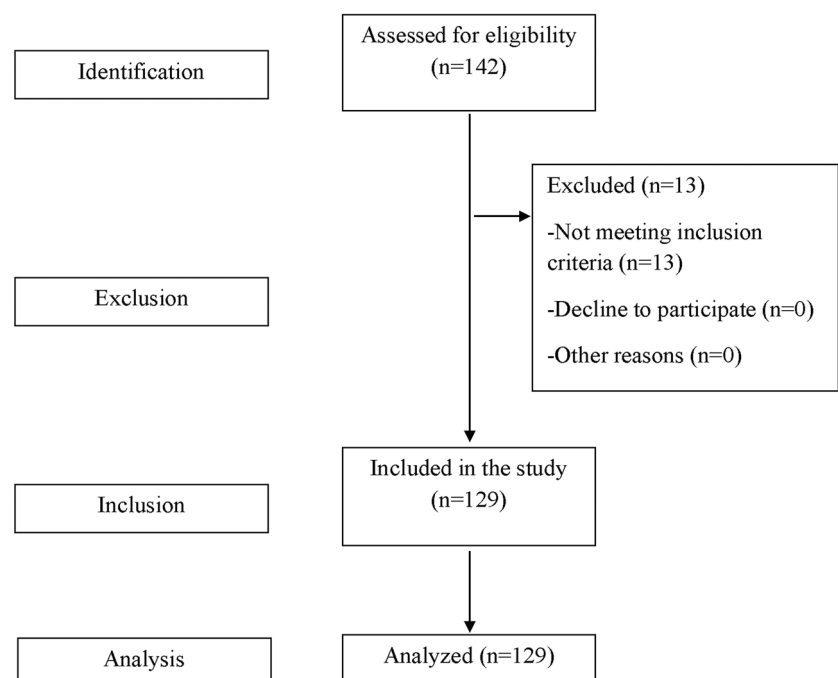 Identification
Assessed for eligibility
(n=142)
Exclusion
Excluded (n=13)
-Not meeting inclusion
criteria (n=13)
-Decline to participate (n=0)
-Other reasons (n=0)
Inclusion
Included in the study
(n=129)
Analysis
Analyzed (n=129)